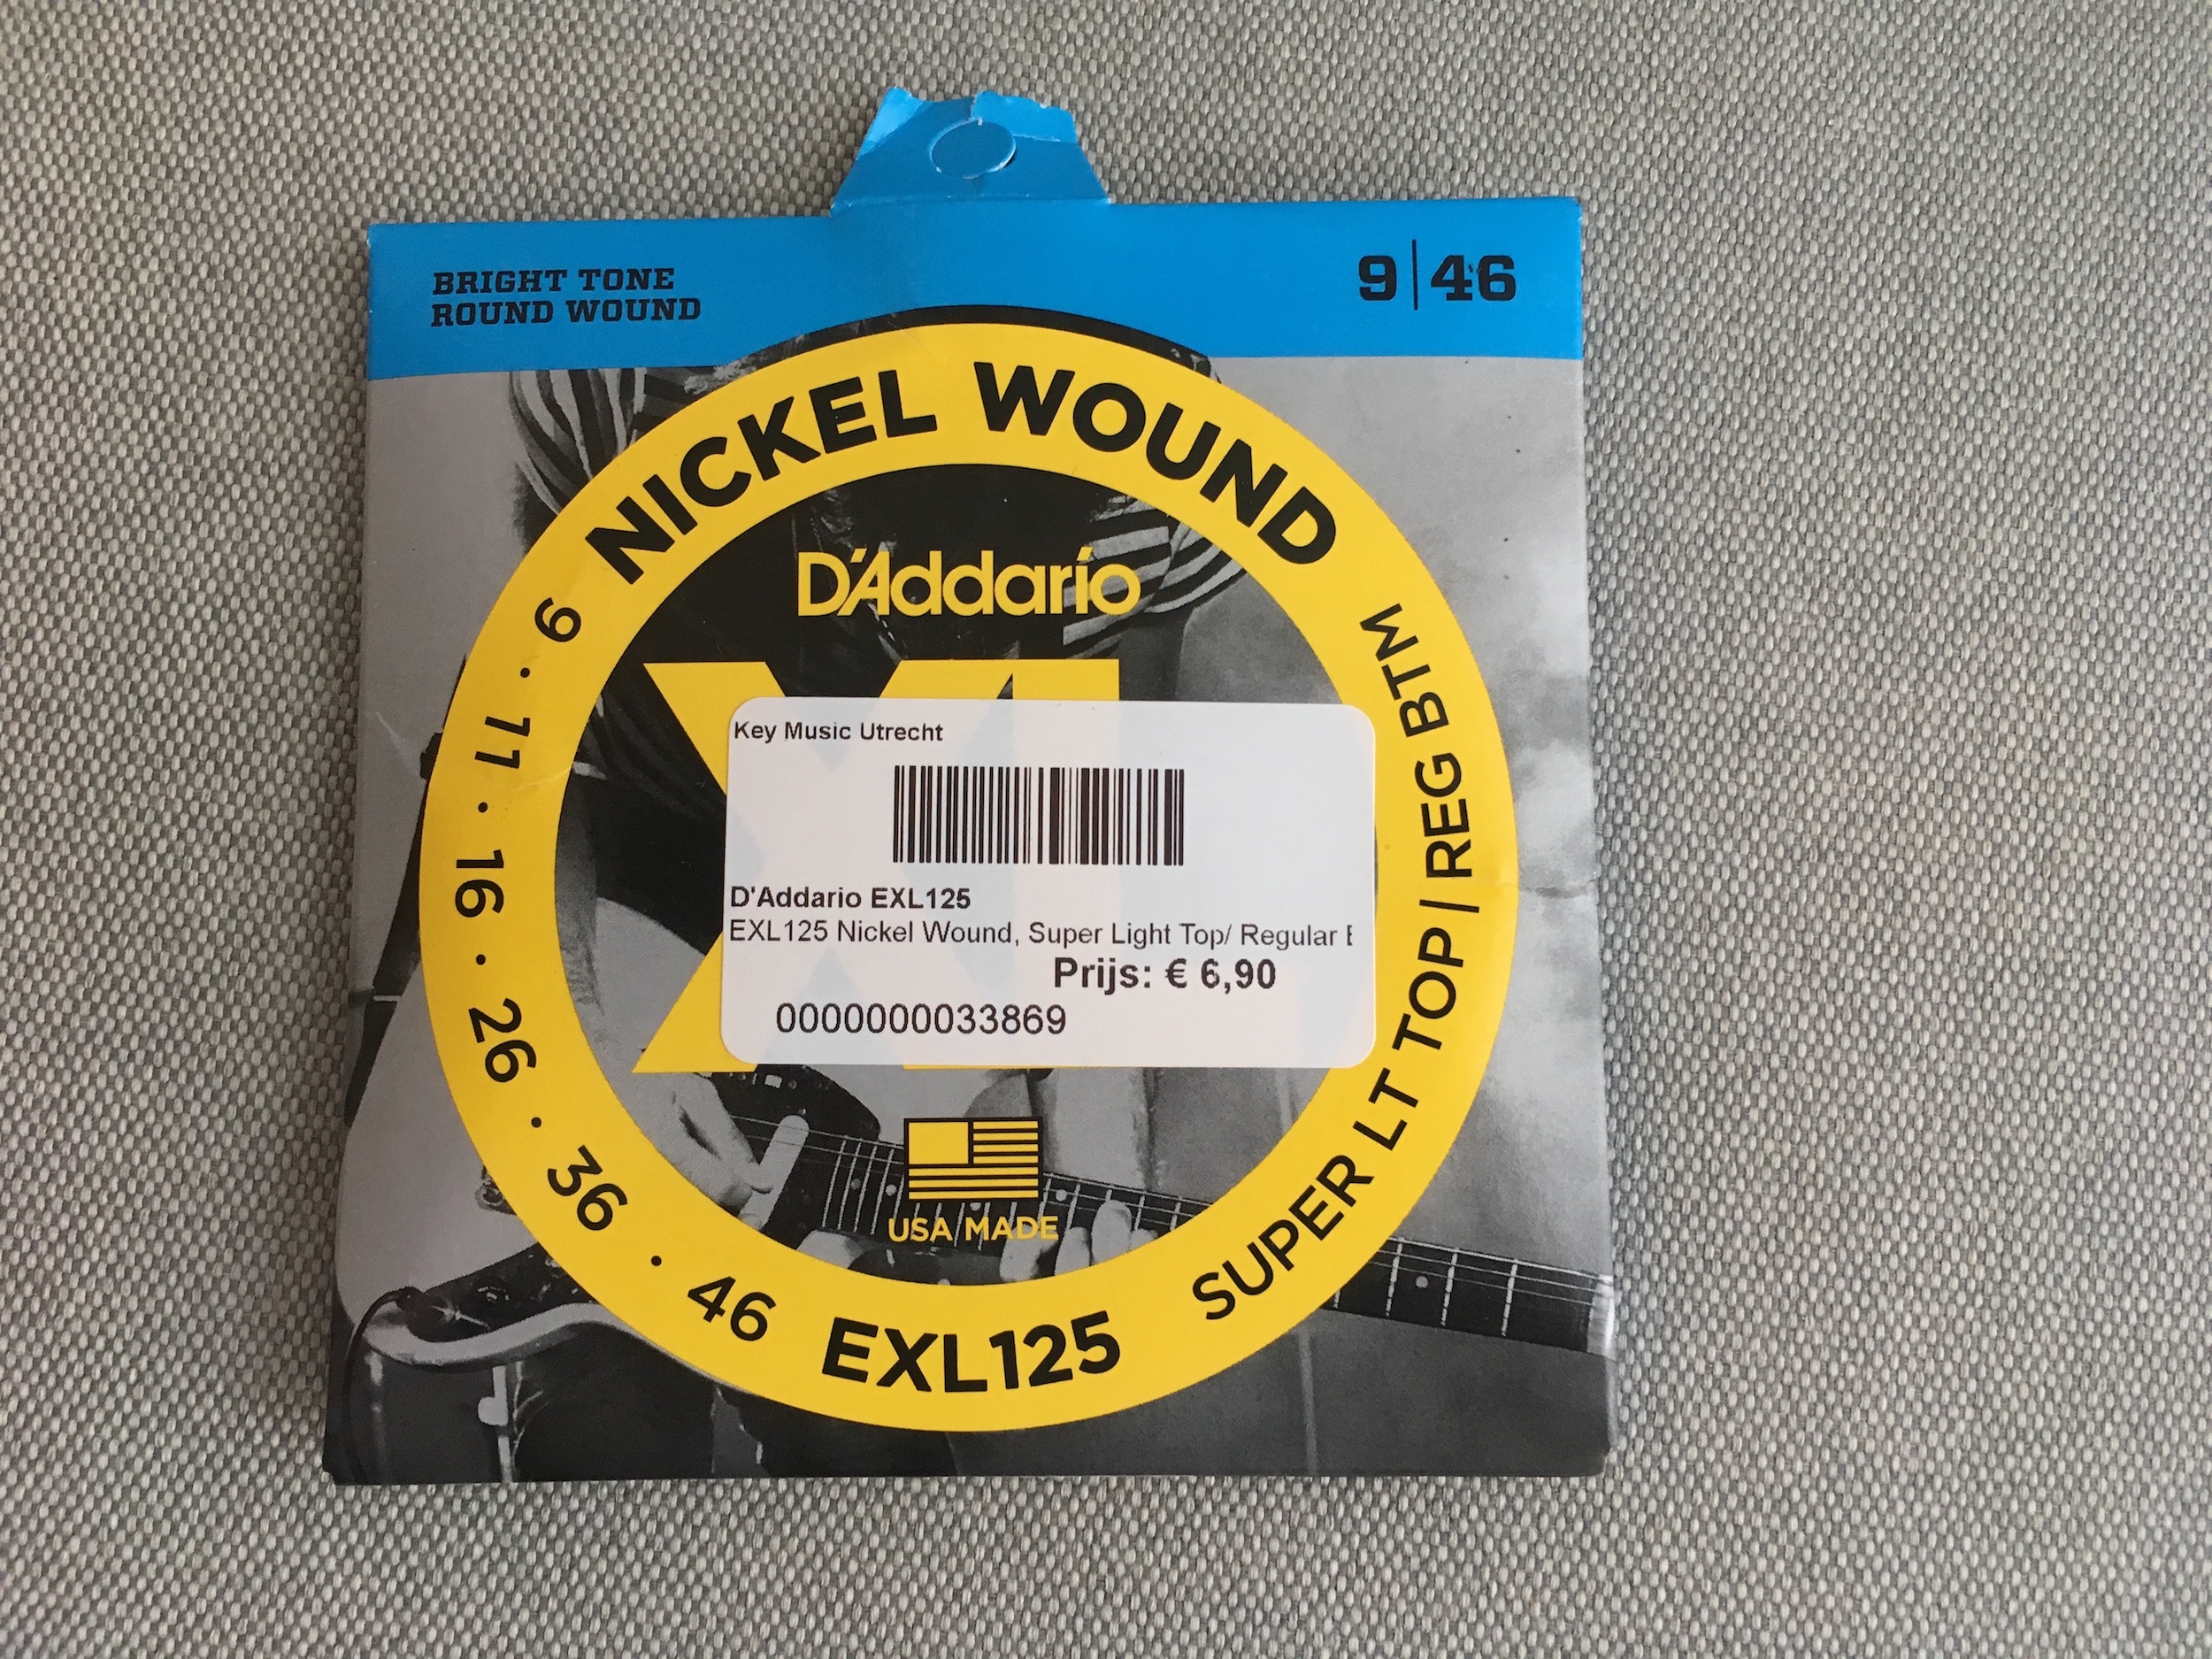 BRIGHT TONE
ROUND WOUND
9|46
NICKEL WOUND
D'Addario
XL
Key Music Utrecht
D'Addario EXL125
EXL125 Nickel Wound, Super Light Top/ Regular
Prijs: € 6,90
0000000033869
USA MADE
9 · 11 · 16 · 26 · 36 · 46
EXL125
SUPER LT TOP | REG BTM